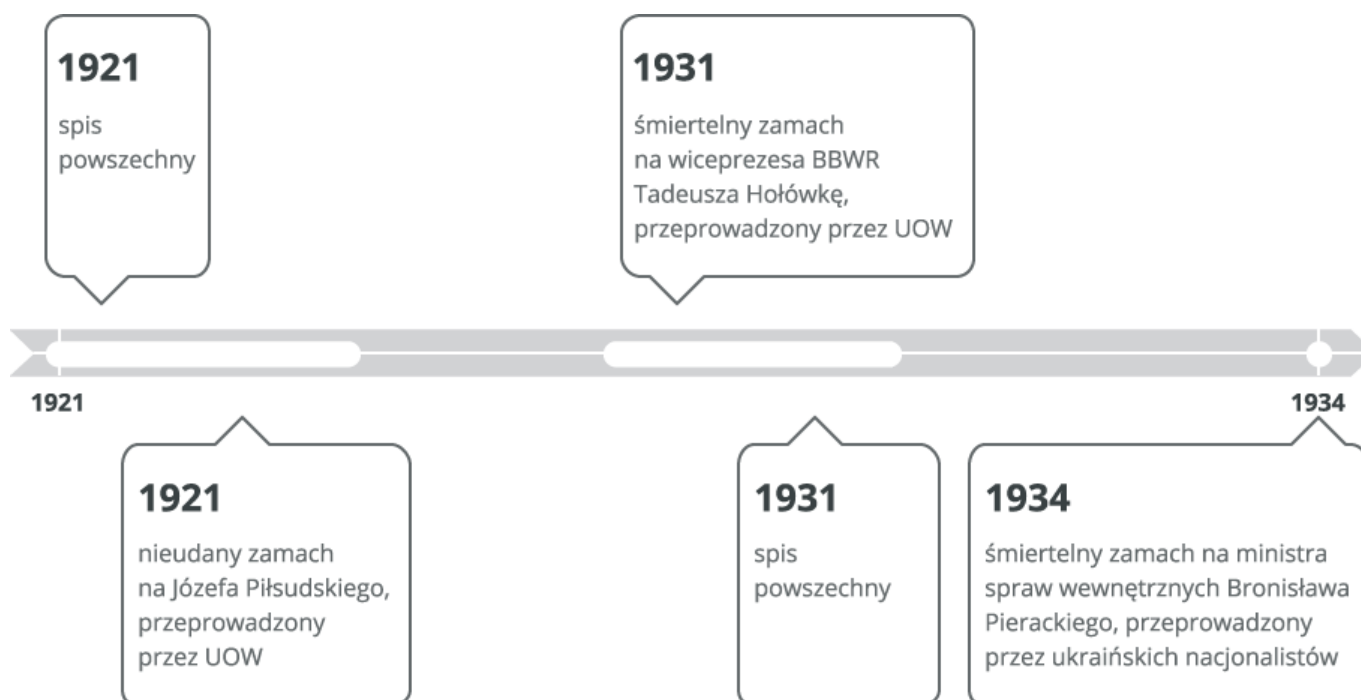 1921
spis
powszechny
1931
śmiertelny zamach
na wiceprezesa BBWR
Tadeusza Hołówkę,
przeprowadzony przez UOW
1921
1934
1921
nieudany zamach
na Józefa Piłsudskiego,
przeprowadzony
przez UOW
1931
spis
powszechny
1934
śmiertelny zamach na ministra
spraw wewnętrznych Bronisława
Pierackiego, przeprowadzony
przez ukraińskich nacjonalistów